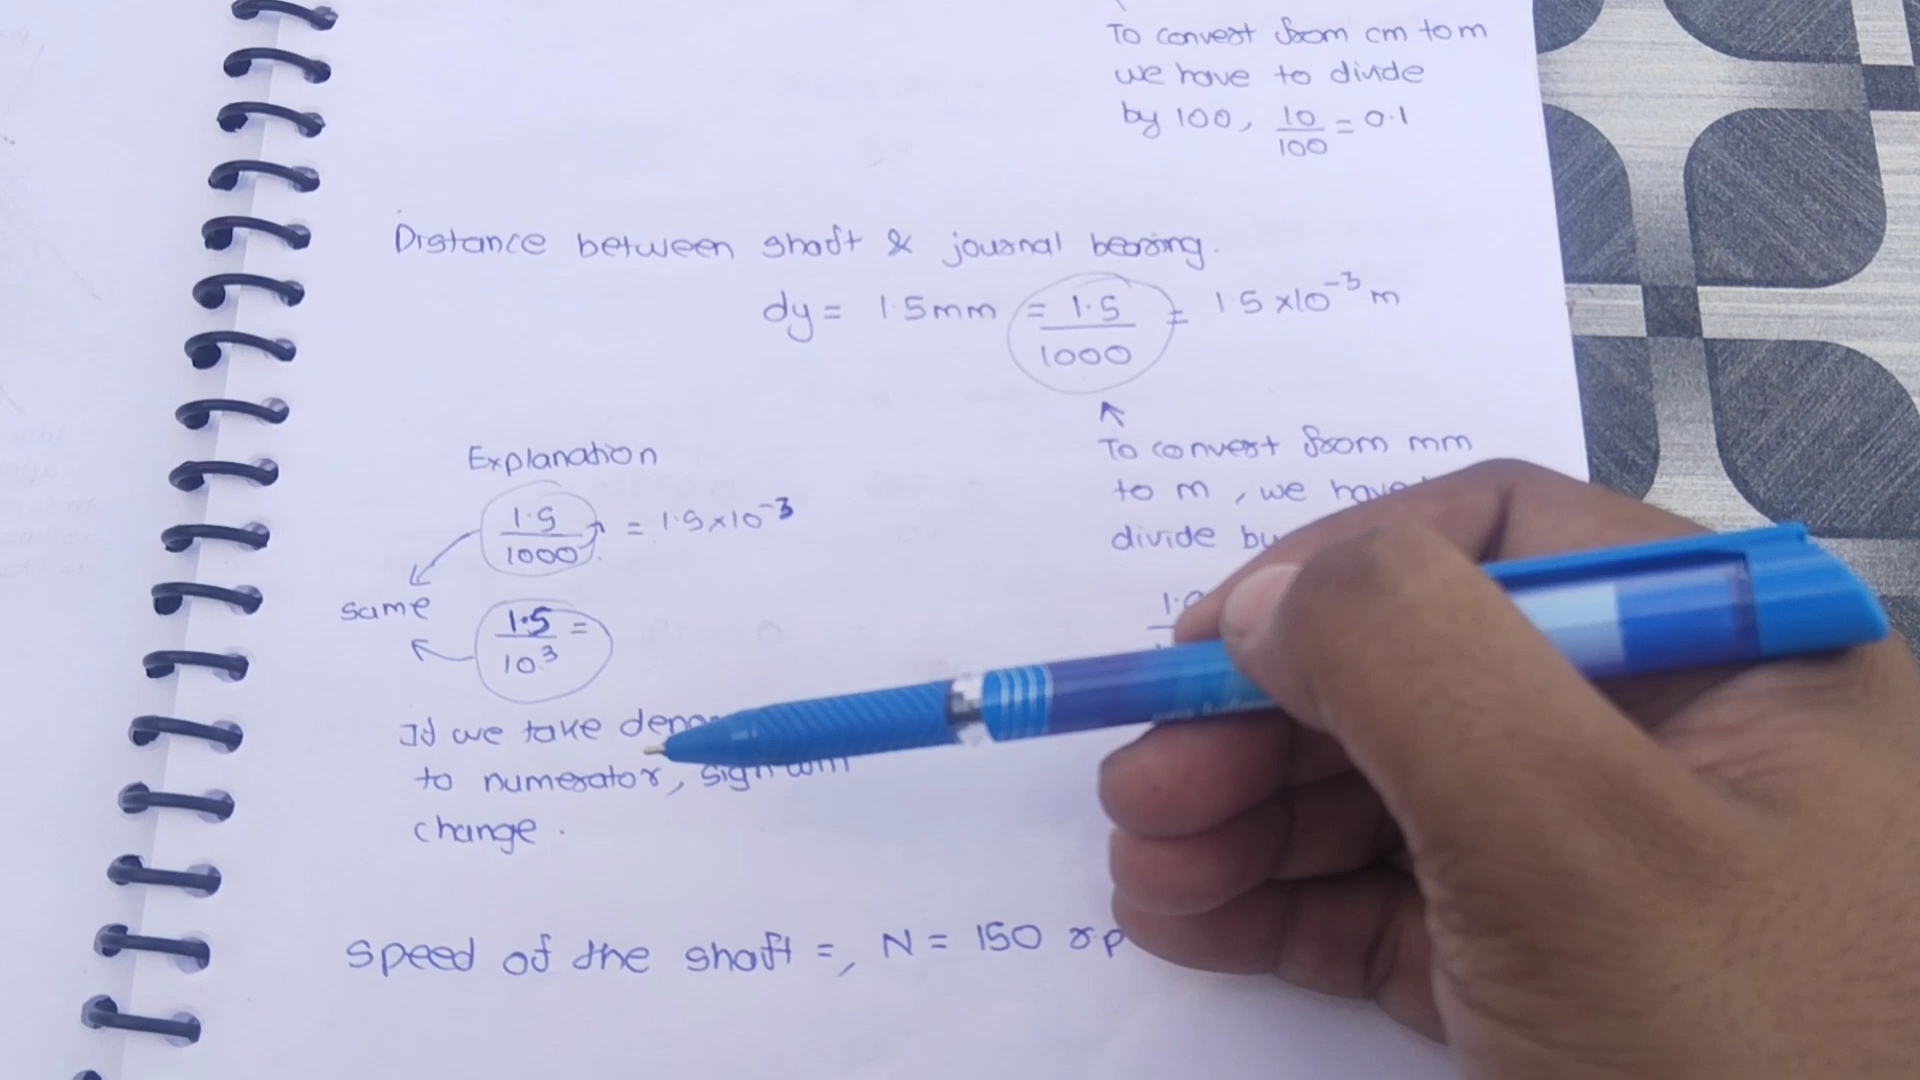 To convert from cm to m
we have to divide
by 100, 10/100 = 0.1
Distance between shaft & journal bearing.
dy = 1.5mm = 1.5/1000 = 1.5 x10⁻³ m
Explanation
To convert from mm
to m, we have
divide by
1.5/1000 = 1.5 x 10⁻³
same
1.5/10³ =
If we take
to numerator, sign
change.
Speed of the shaft =, N = 150 rp